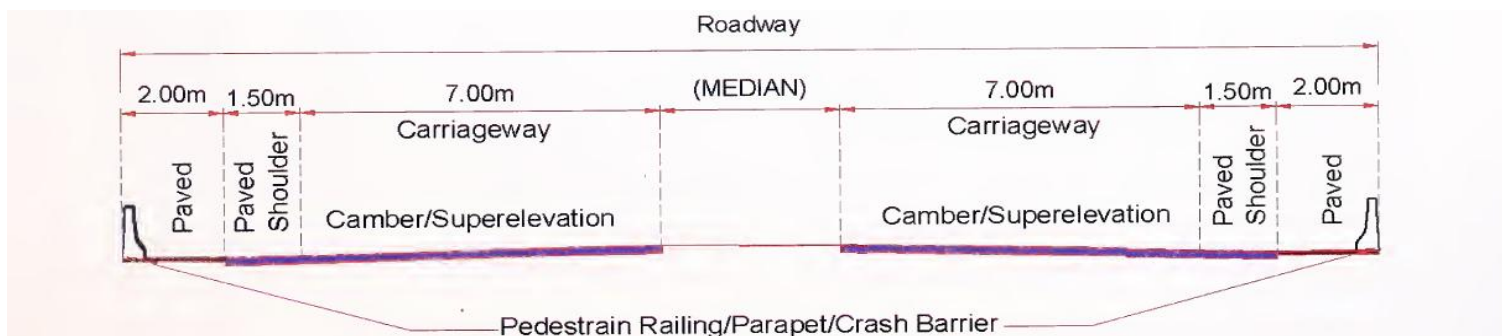 Roadway
2.00m 1.50m 7.00m (MEDIAN) 7.00m 1.50m 2.00m
Carriageway Carriageway
Paved Paved Shoulder Camber/Superelevation Camber/Superelevation Paved Shoulder Paved
Pedestrain Railing/Parapet/Crash Barrier